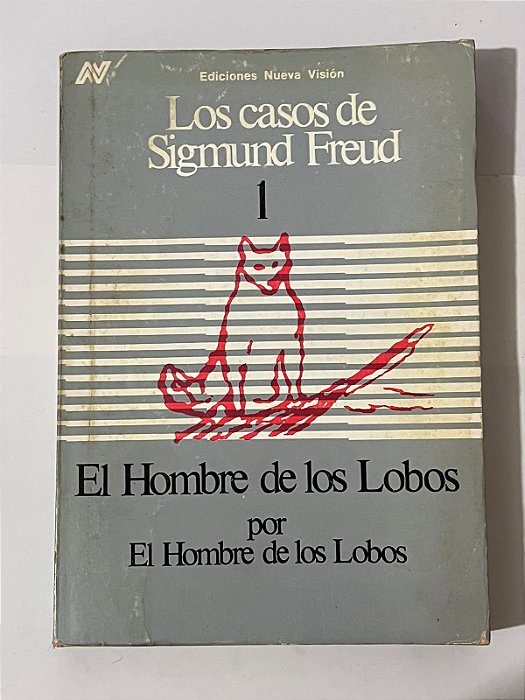 NV
Ediciones Nueva Visión
Los casos de
Sigmund Freud
1
El Hombre de los Lobos
por
El Hombre de los Lobos